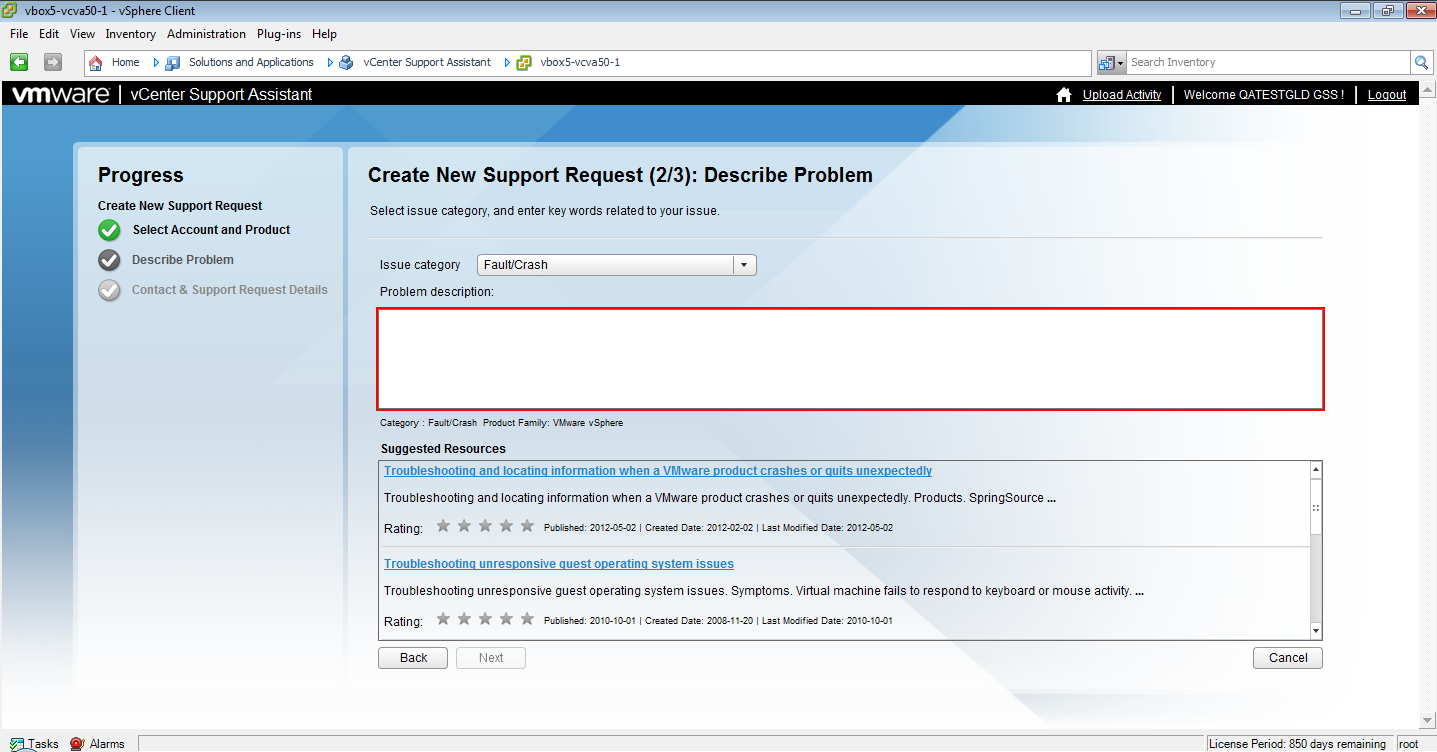 vbox5-vcva50-1 - vSphere Client
File Edit View Inventory Administration Plug-ins Help
Home Solutions and Applications vCenter Support Assistant vbox5-vcva50-1 Search Inventory
vmware | vCenter Support Assistant Upload Activity | Welcome QATESTGLD GSS ! | Logout
Progress
Create New Support Request
Select Account and Product
Describe Problem
Contact & Support Request Details
Create New Support Request (2/3): Describe Problem
Select issue category, and enter key words related to your issue.
Issue category Fault/Crash
Problem description:
Category : Fault/Crash Product Family: VMware vSphere
Suggested Resources
Troubleshooting and locating information when a VMware product crashes or quits unexpectedly
Troubleshooting and locating information when a VMware product crashes or quits unexpectedly. Products. SpringSource ...
Rating: Published: 2012-05-02 | Created Date: 2012-02-02 | Last Modified Date: 2012-05-02
Troubleshooting unresponsive guest operating system issues
Troubleshooting unresponsive guest operating system issues. Symptoms. Virtual machine fails to respond to keyboard or mouse activity. ...
Rating: Published: 2010-10-01 | Created Date: 2008-11-20 | Last Modified Date: 2010-10-01
Back Next Cancel
Tasks Alarms License Period: 850 days remaining root